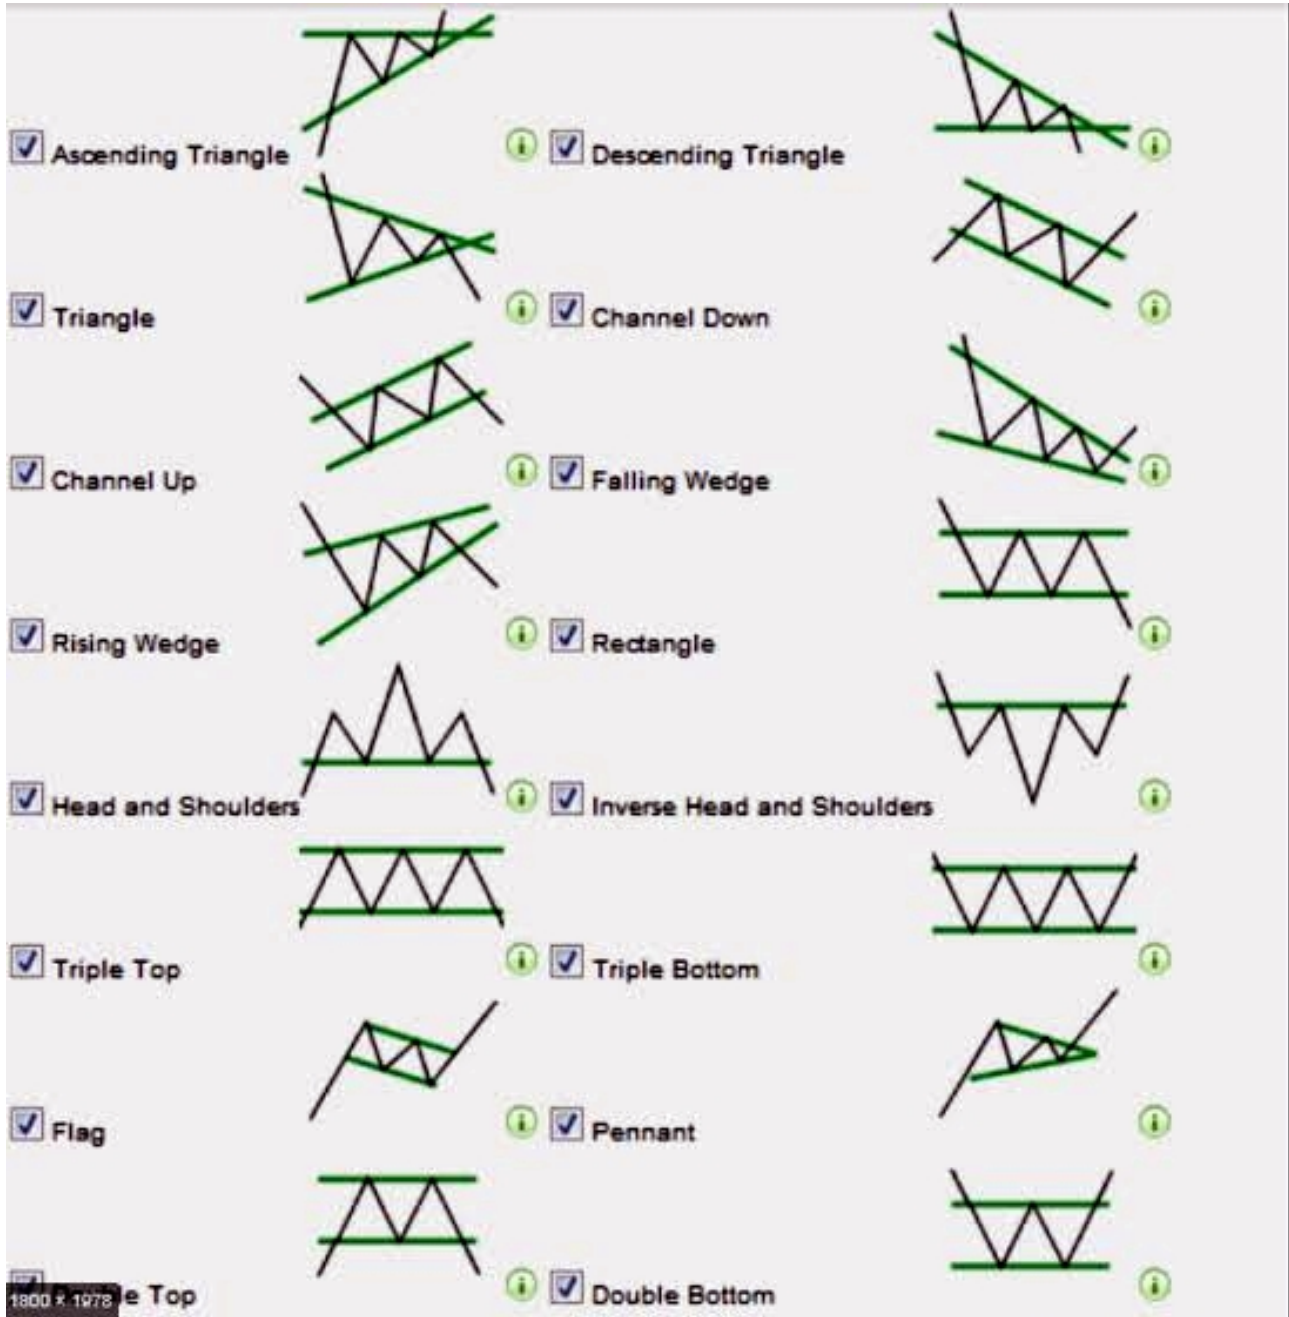 Ascending Triangle
Descending Triangle
Triangle
Channel Down
Channel Up
Falling Wedge
Rising Wedge
Rectangle
Head and Shoulders
Inverse Head and Shoulders
Triple Top
Triple Bottom
Flag
Pennant
Top
Double Bottom
1800 × 1978